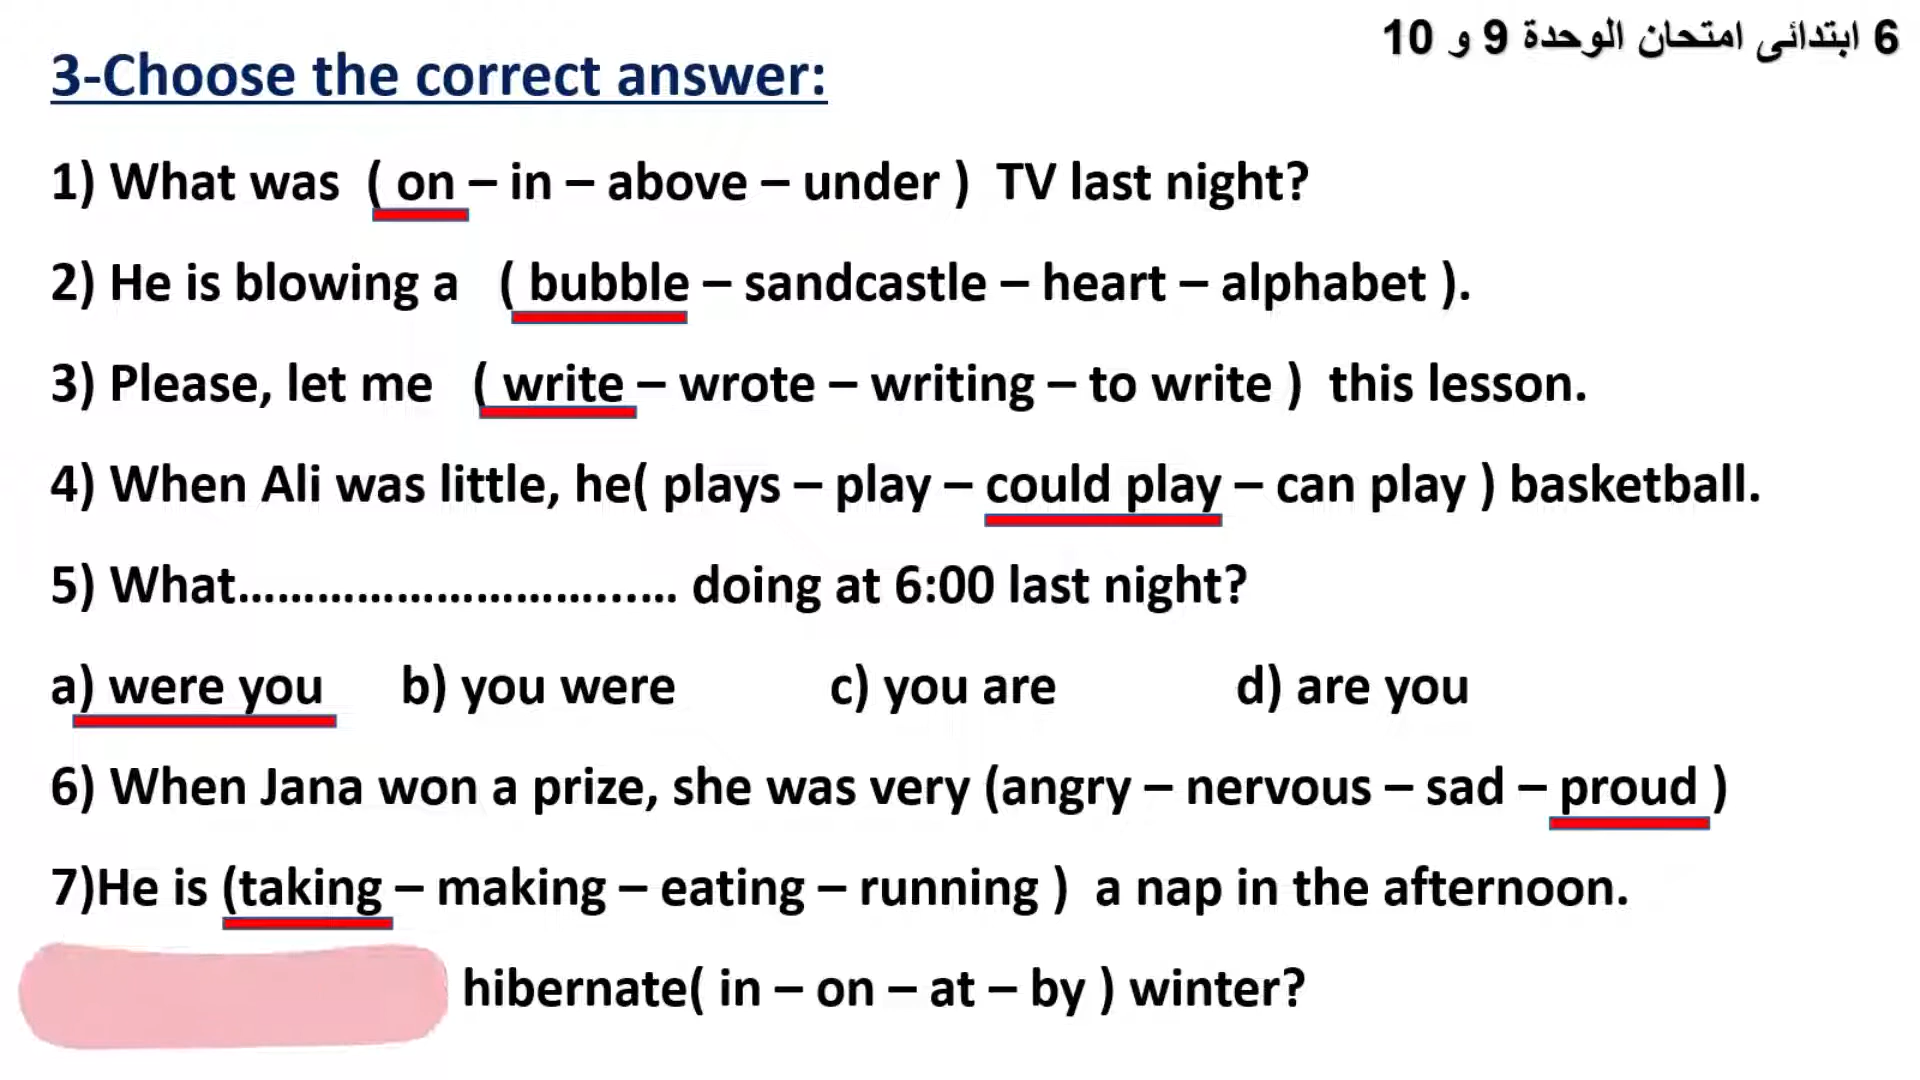 6 ابتدائى امتحان الوحدة 9 و 10
3-Choose the correct answer:
1) What was ( on – in – above – under ) TV last night?
2) He is blowing a ( bubble – sandcastle – heart – alphabet ).
3) Please, let me ( write – wrote – writing – to write ) this lesson.
4) When Ali was little, he( plays – play – could play – can play ) basketball.
5) What………………………...… doing at 6:00 last night?
a) were you b) you were c) you are d) are you
6) When Jana won a prize, she was very (angry – nervous – sad – proud )
7)He is (taking – making – eating – running ) a nap in the afternoon.
hibernate( in – on – at – by ) winter?